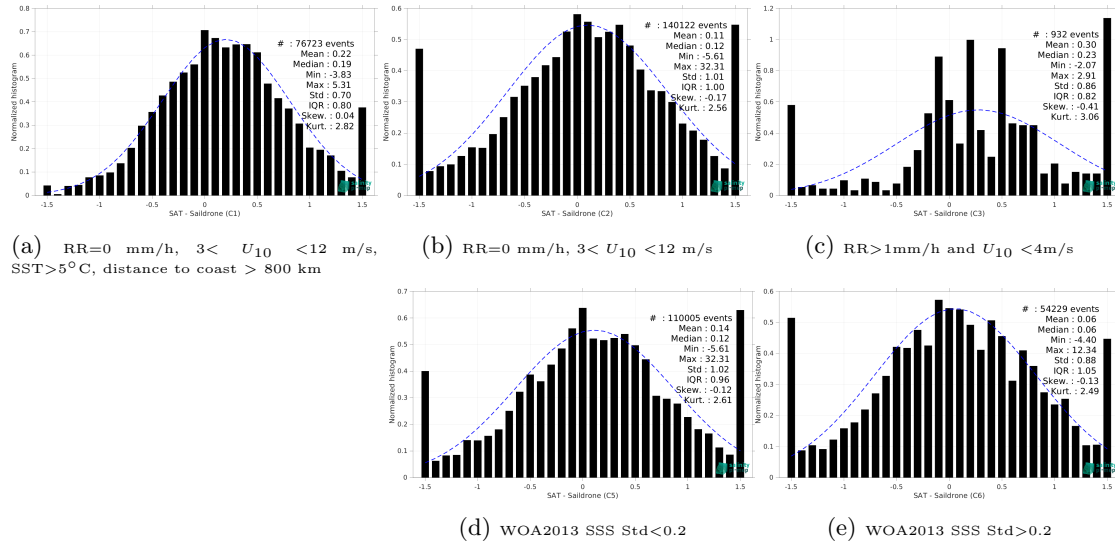 0.8
0.7
0.6
0.5
0.4
0.3
0.2
0.1
0
Normalized histogram
# : 76723 events
Mean : 0.22
Median : 0.19
Min : -3.83
Max : 5.31
Std : 0.70
IQR : 0.80
Skew. : 0.04
Kurt. : 2.82
-1.5 -1 -0.5 0 0.5 1 1.5
SAT - Saildrone (C1)
(a) RR=0 mm/h, 3< U10 <12 m/s,
SST>5°C, distance to coast > 800 km
0.6
0.5
0.4
0.3
0.2
0.1
0
Normalized histogram
# : 140122 events
Mean : 0.11
Median : 0.12
Min : -5.61
Max : 32.31
Std : 1.01
IQR : 1.00
Skew. : -0.17
Kurt. : 2.56
-1.5 -1 -0.5 0 0.5 1 1.5
SAT - Saildrone (C2)
(b) RR=0 mm/h, 3< U10 <12 m/s
1.2
1
0.8
0.6
0.4
0.2
0
Normalized histogram
# : 932 events
Mean : 0.30
Median : 0.23
Min : -2.07
Max : 2.91
Std : 0.86
IQR : 0.82
Skew. : -0.41
Kurt. : 3.06
-1.5 -1 -0.5 0 0.5 1 1.5
SAT - Saildrone (C3)
(c) RR>1mm/h and U10 <4m/s
0.7
0.6
0.5
0.4
0.3
0.2
0.1
0
Normalized histogram
# : 110005 events
Mean : 0.14
Median : 0.12
Min : -5.61
Max : 32.31
Std : 1.02
IQR : 0.96
Skew. : -0.12
Kurt. : 2.61
-1.5 -1 -0.5 0 0.5 1 1.5
SAT - Saildrone (C5)
(d) WOA2013 SSS Std<0.2
0.6
0.5
0.4
0.3
0.2
0.1
0
Normalized histogram
# : 54229 events
Mean : 0.06
Median : 0.06
Min : -4.40
Max : 12.34
Std : 0.88
IQR : 1.05
Skew. : -0.13
Kurt. : 2.49
-1.5 -1 -0.5 0 0.5 1 1.5
SAT - Saildrone (C6)
(e) WOA2013 SSS Std>0.2